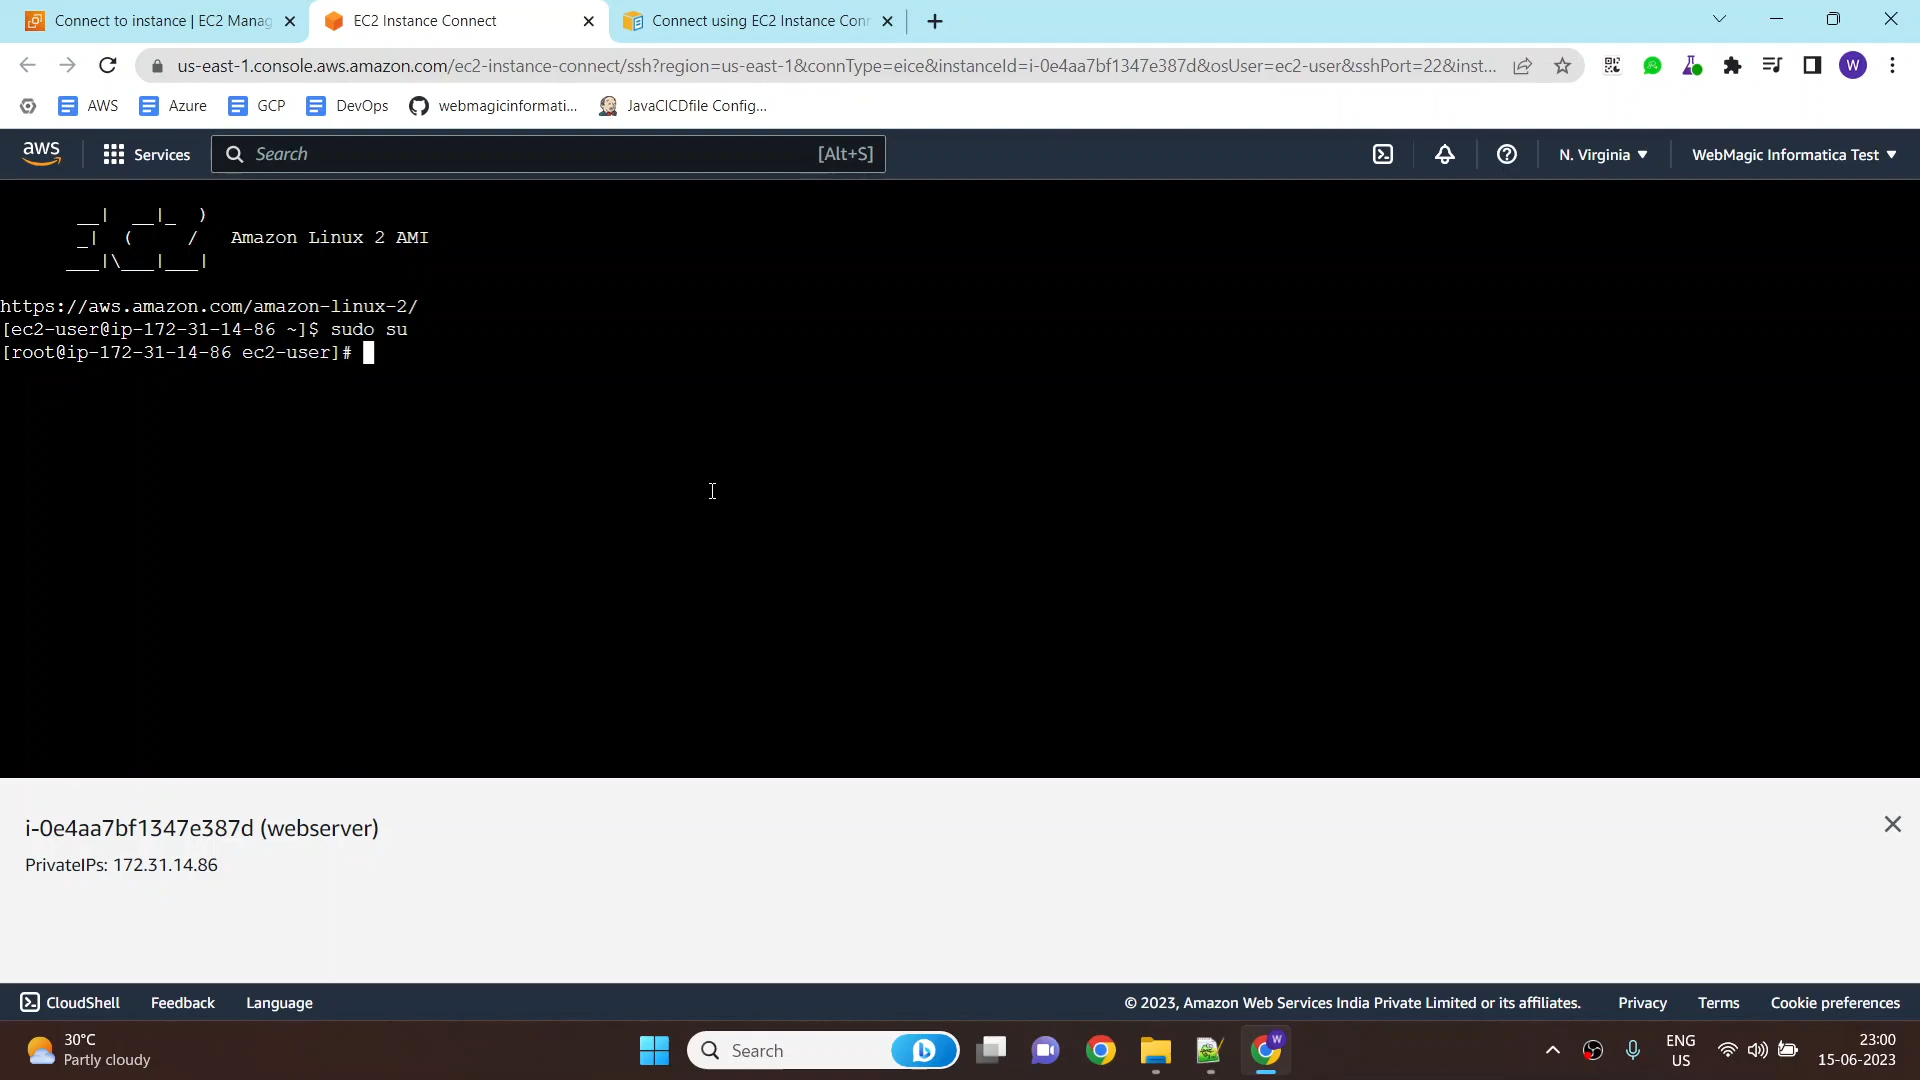 Connect to instance | EC2 Manag
EC2 Instance Connect
Connect using EC2 Instance Conn
us-east-1.console.aws.amazon.com/ec2-instance-connect/ssh?region=us-east-1&connType=eice&instanceId=i-0e4aa7bf1347e387d&osUser=ec2-user&sshPort=22&inst...
W
AWS
Azure
GCP
DevOps
webmagicinformati...
JavaCICDfile Config...
aws
Services
Search
[Alt+S]
N. Virginia
WebMagic Informatica Test
       __|  __|_  )
       _|  (     /   Amazon Linux 2 AMI
      ___|\___|___|
https://aws.amazon.com/amazon-linux-2/
[ec2-user@ip-172-31-14-86 ~]$ sudo su
[root@ip-172-31-14-86 ec2-user]#
i-0e4aa7bf1347e387d (webserver)
PrivateIPs: 172.31.14.86
CloudShell
Feedback
Language
© 2023, Amazon Web Services India Private Limited or its affiliates.
Privacy
Terms
Cookie preferences
30°C
Partly cloudy
Search
W
ENG
US
23:00
15-06-2023